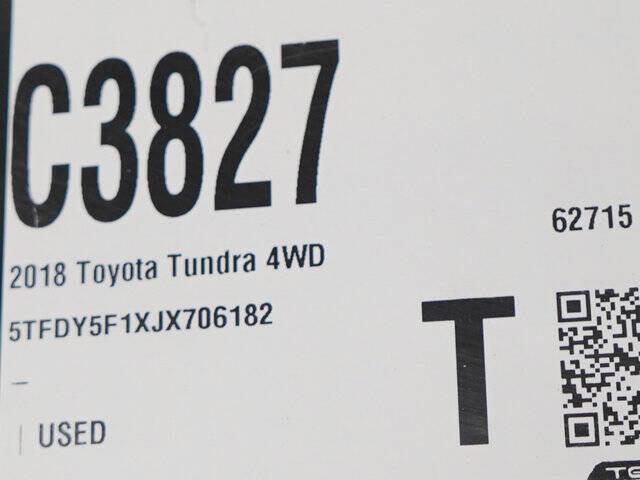 C3827
62715
2018 Toyota Tundra 4WD
5TFDY5F1XJX706182
T
–
USED